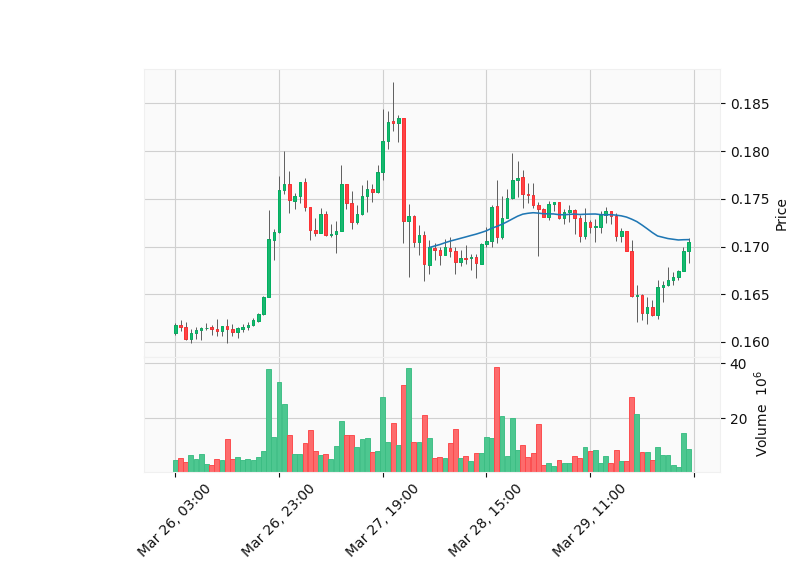 0.185
0.180
0.175
0.170
0.165
0.160
Price
40
20
Volume 10^6
Mar 26, 03:00
Mar 26, 23:00
Mar 27, 19:00
Mar 28, 15:00
Mar 29, 11:00